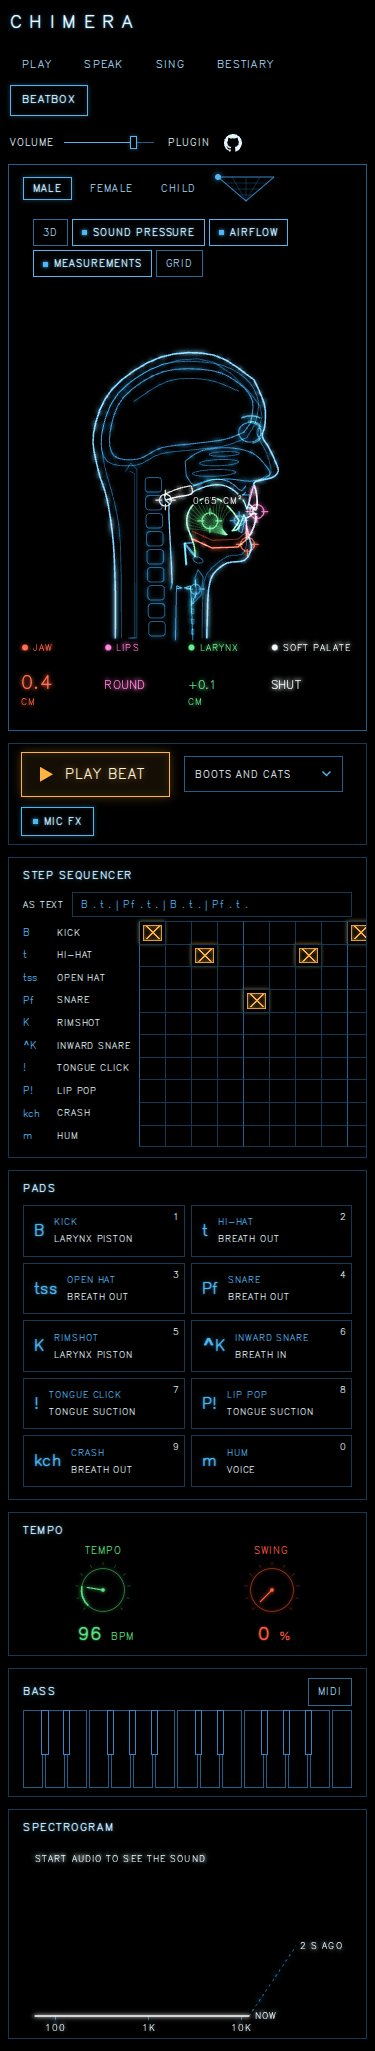 CHIMERA
PLAY SPEAK SING BESTIARY
BEATBOX
VOLUME PLUGIN
MALE FEMALE CHILD
3D SOUND PRESSURE AIRFLOW
MEASUREMENTS GRID
0.65 CM²
JAW LIPS LARYNX SOFT PALATE
0.4 CM ROUND +0.1 CM SHUT
PLAY BEAT BOOTS AND CATS
MIC FX
STEP SEQUENCER
AS TEXT B . t . | Pf . t . | B . t . | Pf . t .
B KICK
t HI-HAT
tss OPEN HAT
Pf SNARE
K RIMSHOT
^K INWARD SNARE
! TONGUE CLICK
P! LIP POP
kch CRASH
m HUM
PADS
B KICK 1
LARYNX PISTON
t HI-HAT 2
BREATH OUT
tss OPEN HAT 3
BREATH OUT
Pf SNARE 4
BREATH OUT
K RIMSHOT 5
LARYNX PISTON
^K INWARD SNARE 6
BREATH IN
! TONGUE CLICK 7
TONGUE SUCTION
P! LIP POP 8
TONGUE SUCTION
kch CRASH 9
BREATH OUT
m HUM 0
VOICE
TEMPO
TEMPO SWING
96 BPM 0 %
BASS MIDI
SPECTROGRAM
START AUDIO TO SEE THE SOUND
2 S AGO
NOW
100 1K 10K